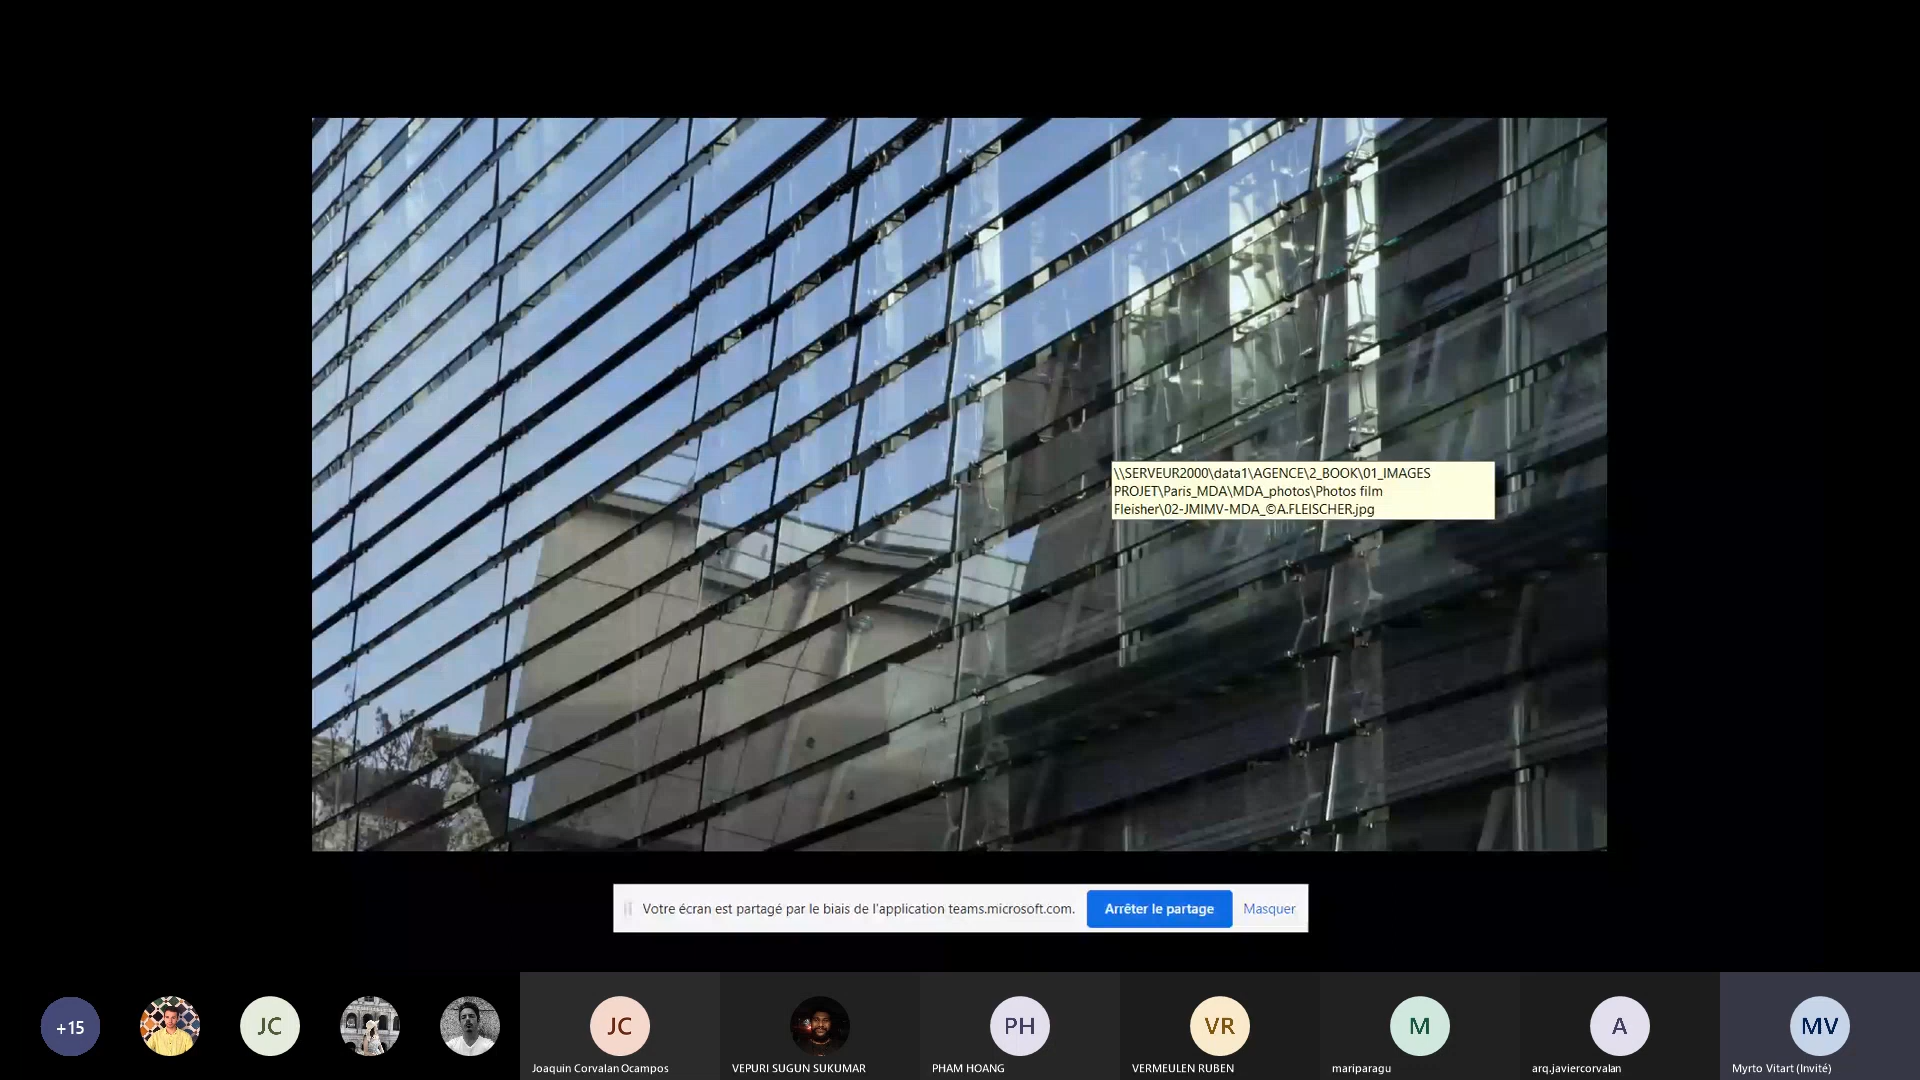 \\SERVEUR2000\data1\AGENCE\2_BOOK\01_IMAGES
PROJET\Paris_MDA\MDA_photos\Photos film
Fleisher\02-JMIMV-MDA_©A.FLEISCHER.jpg
Votre écran est partagé par le biais de l'application teams.microsoft.com.
Arrêter le partage
Masquer
+15
JC
JC
PH
VR
M
A
MV
Joaquin Corvalan Ocampos
VEPURI SUGUN SUKUMAR
PHAM HOANG
VERMEULEN RUBEN
mariparagu
arq.javiercorvalan
Myrto Vitart (Invité)